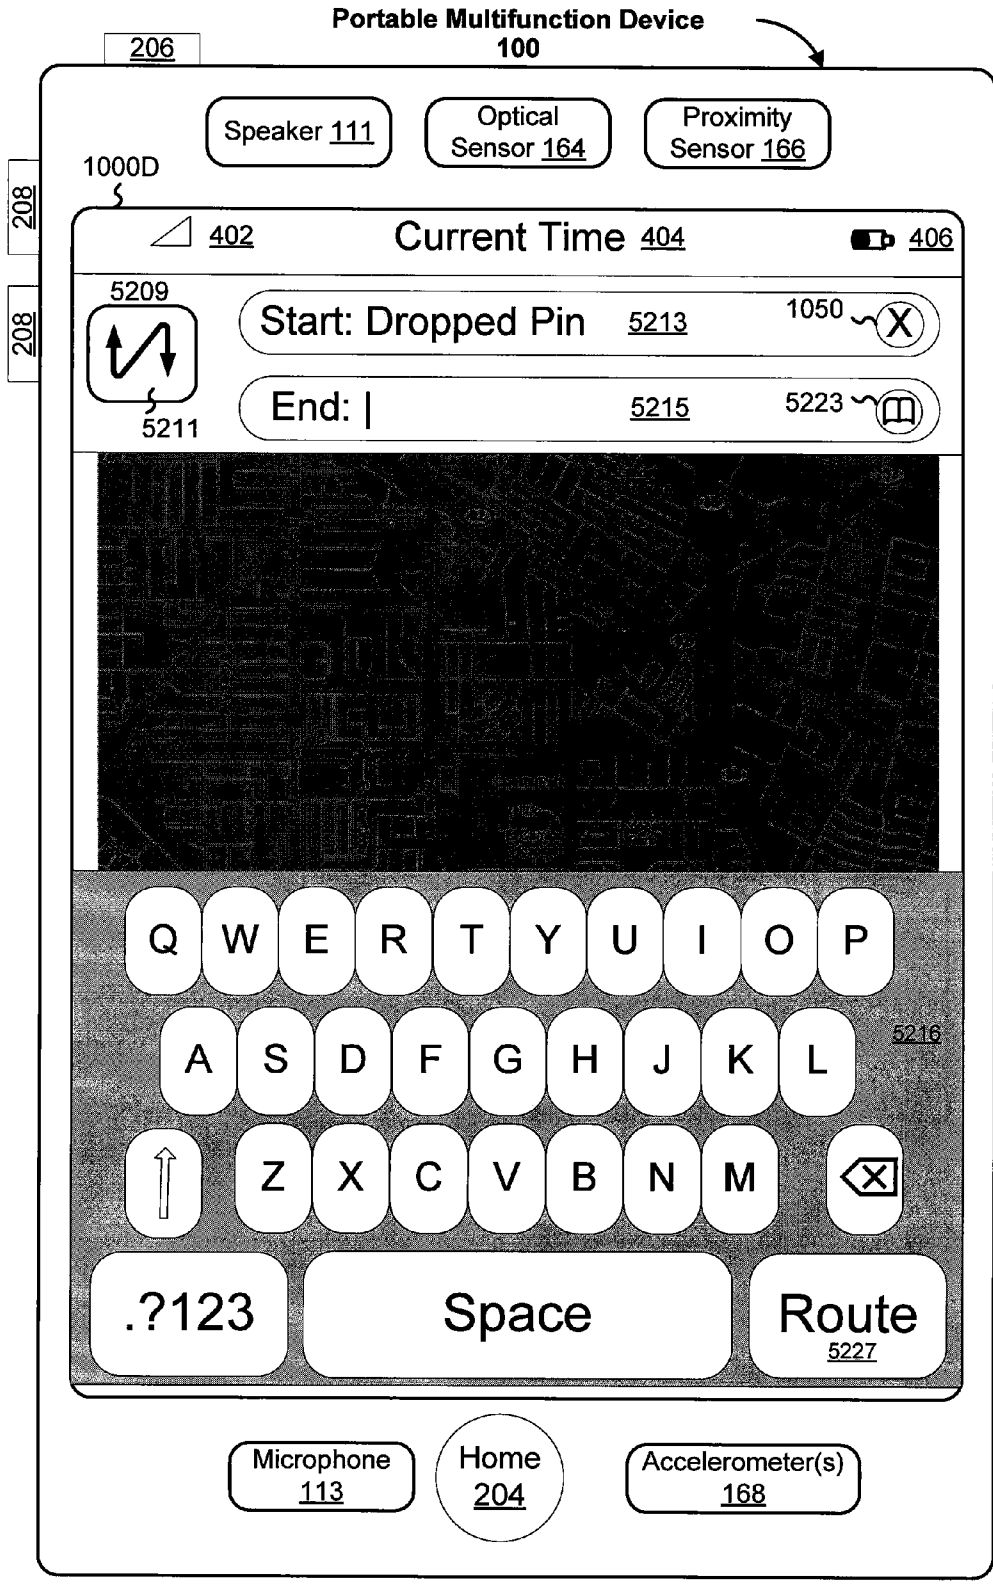 Portable Multifunction Device
100
206
Speaker 111
Optical
Sensor 164
Proximity
Sensor 166
208
208
1000D
402
Current Time 404
406
5209
5211
Start: Dropped Pin 5213
1050
X
End: | 5215
5223
Q W E R T Y U I O P
A S D F G H J K L
5216
Z X C V B N M
.?123
Space
Route
5227
Microphone
113
Home
204
Accelerometer(s)
168